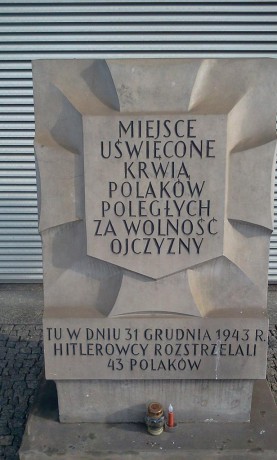 MIEJSCE
UŚWIĘCONE
KRWIĄ
POLAKÓW
POLEGŁYCH
ZA WOLNOŚĆ
OJCZYZNY
TU W DNIU 31 GRUDNIA 1943 R.
HITLEROWCY ROZSTRZELALI
43 POLAKÓW